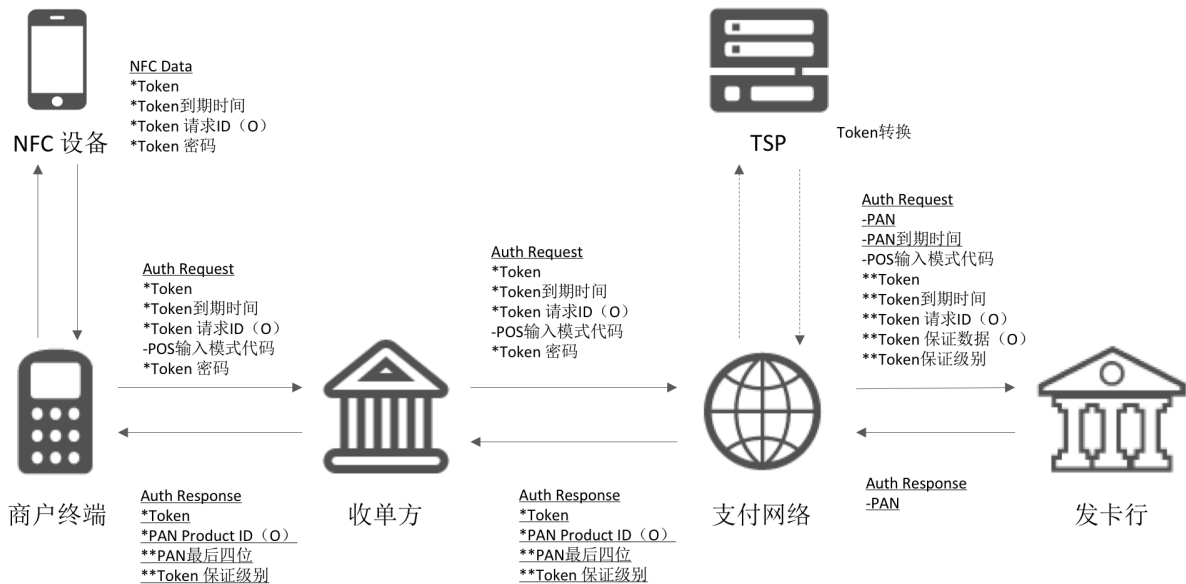 NFC Data
*Token
*Token到期时间
*Token 请求ID（O）
*Token 密码
NFC 设备
TSP
Token转换
Auth Request
*Token
*Token到期时间
*Token 请求ID（O）
-POS输入模式代码
*Token 密码
Auth Request
*Token
*Token到期时间
*Token 请求ID（O）
-POS输入模式代码
*Token 密码
Auth Request
-PAN
-PAN到期时间
-POS输入模式代码
**Token
**Token到期时间
**Token 请求ID（O）
**Token 保证数据（O）
**Token保证级别
商户终端
收单方
支付网络
发卡行
Auth Response
*Token
*PAN Product ID（O）
**PAN最后四位
**Token 保证级别
Auth Response
*Token
*PAN Product ID（O）
**PAN最后四位
**Token 保证级别
Auth Response
-PAN